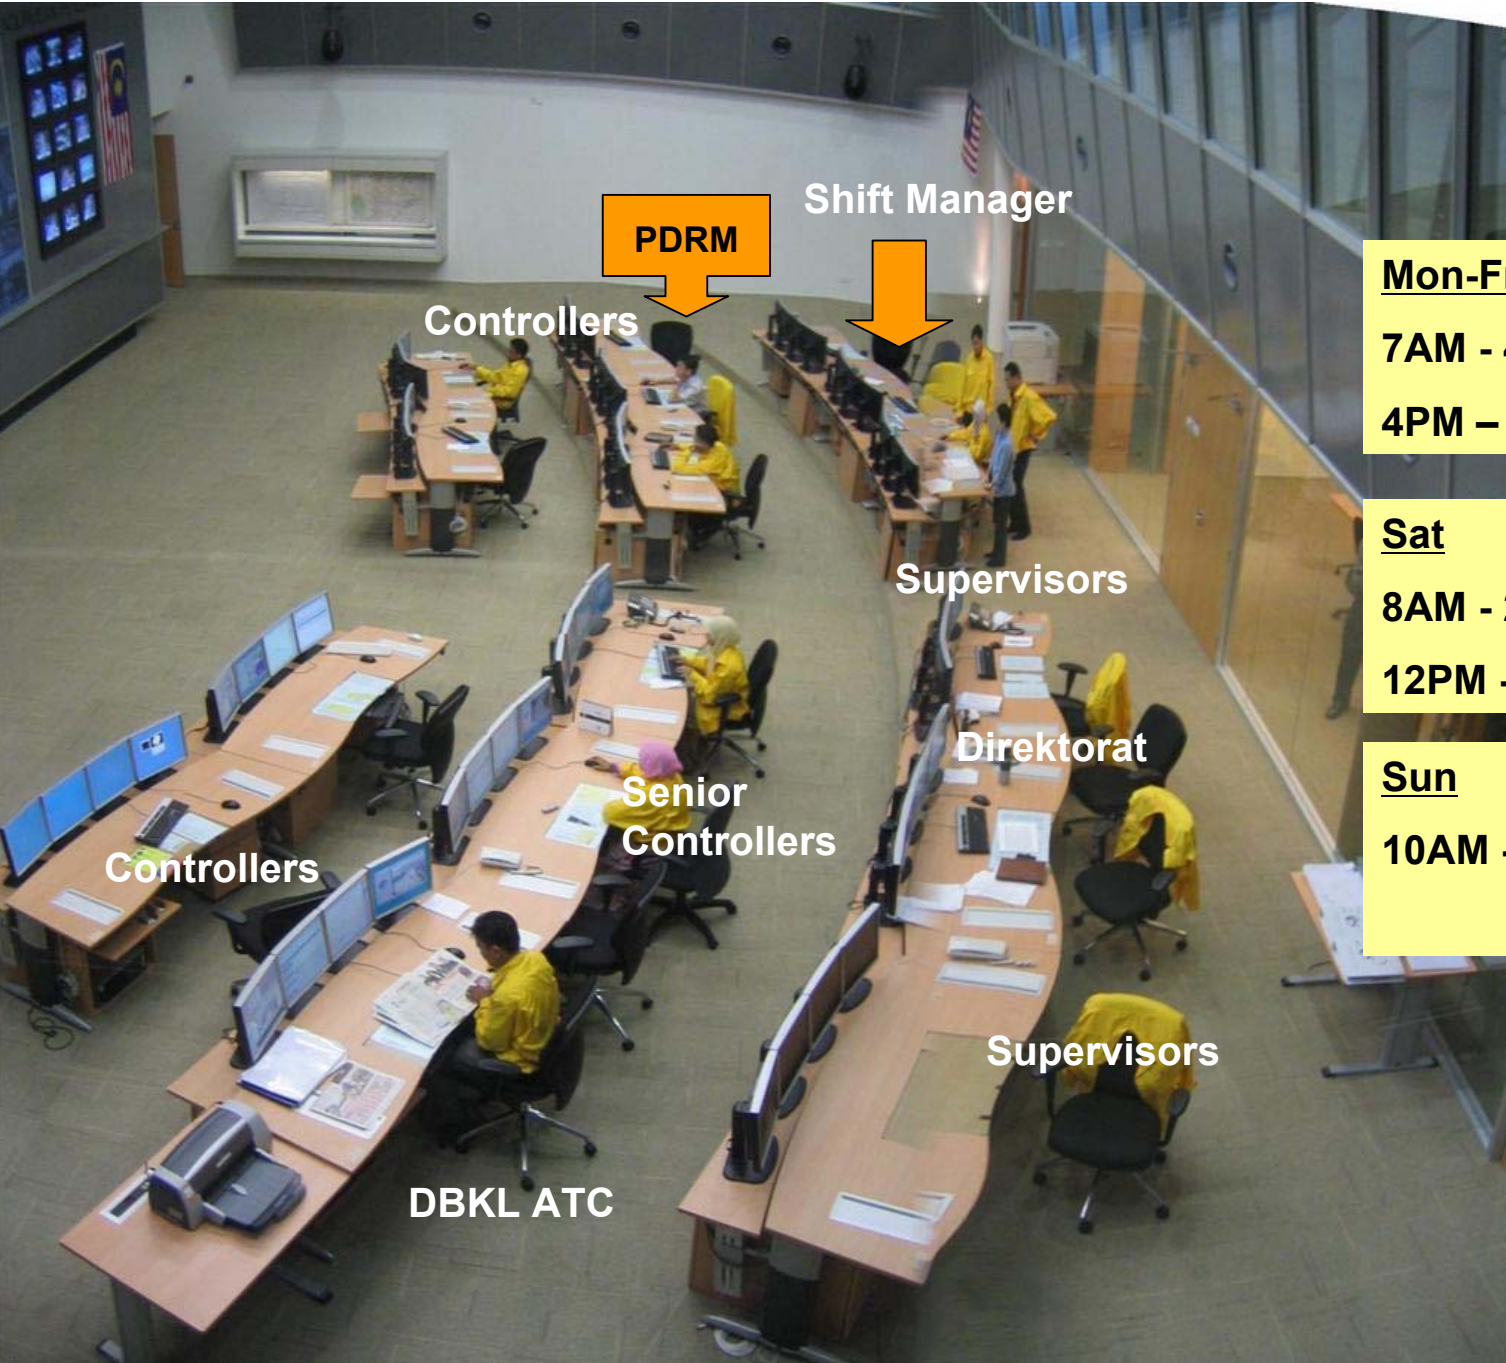 Shift Manager
PDRM
Controllers
Supervisors
Direktorat
Senior
Controllers
Controllers
Supervisors
DBKL ATC
Mon-F
7AM -
4PM –
Sat
8AM -
12PM -
Sun
10AM -